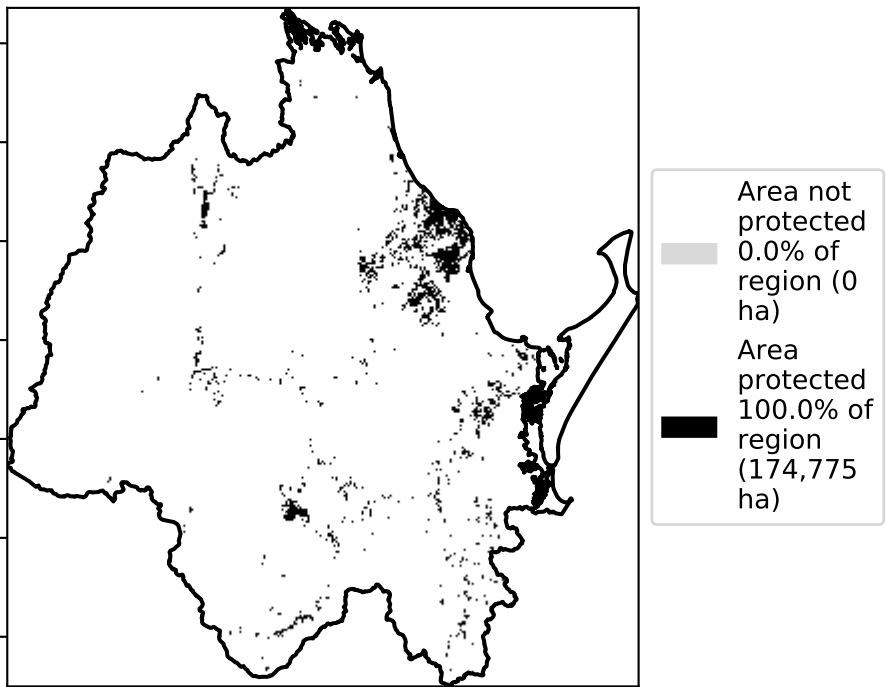 Area not
protected
0.0% of
region (0
ha)
Area
protected
100.0% of
region
(174,775
ha)